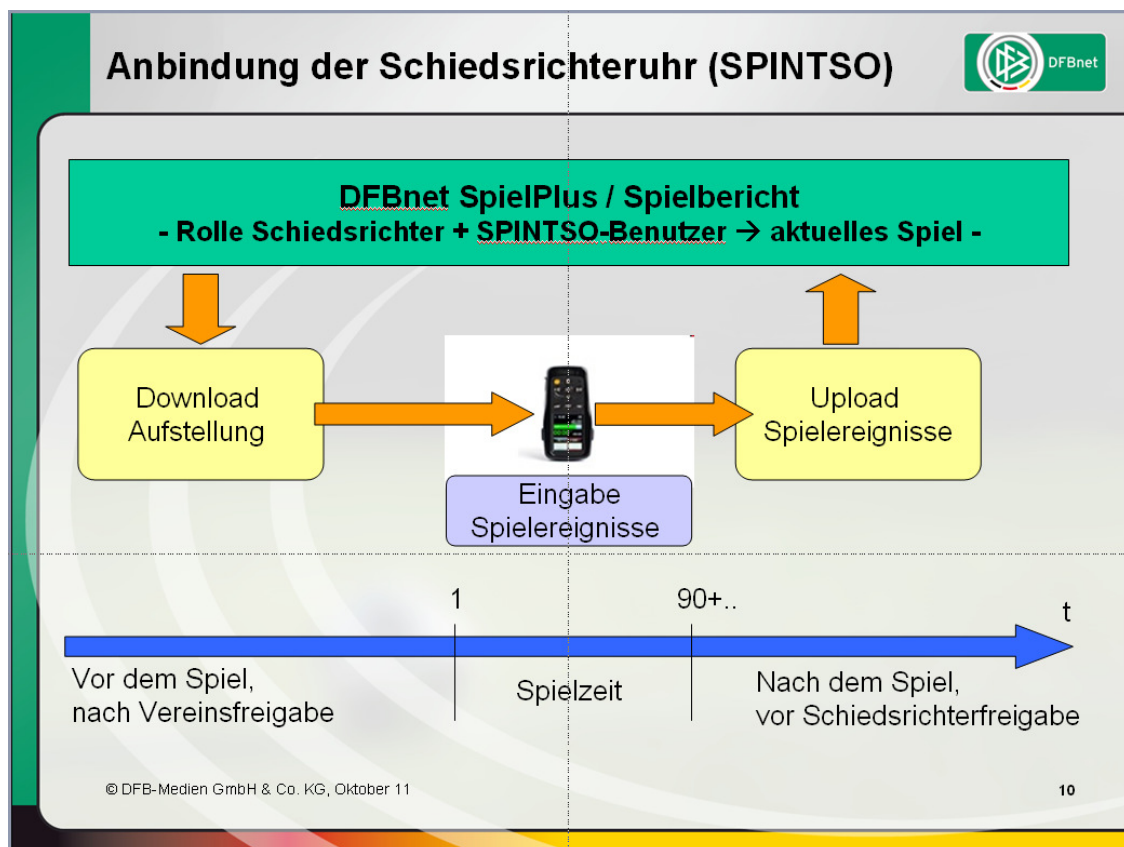 Anbindung der Schiedsrichteruhr (SPINTSO)
DFBnet
DFBnet SpielPlus / Spielbericht
- Rolle Schiedsrichter + SPINTSO-Benutzer → aktuelles Spiel -
Download
Aufstellung
Upload
Spielereignisse
Eingabe
Spielereignisse
1
90+..
t
Vor dem Spiel,
nach Vereinsfreigabe
Spielzeit
Nach dem Spiel,
vor Schiedsrichterfreigabe
© DFB-Medien GmbH & Co. KG, Oktober 11
10